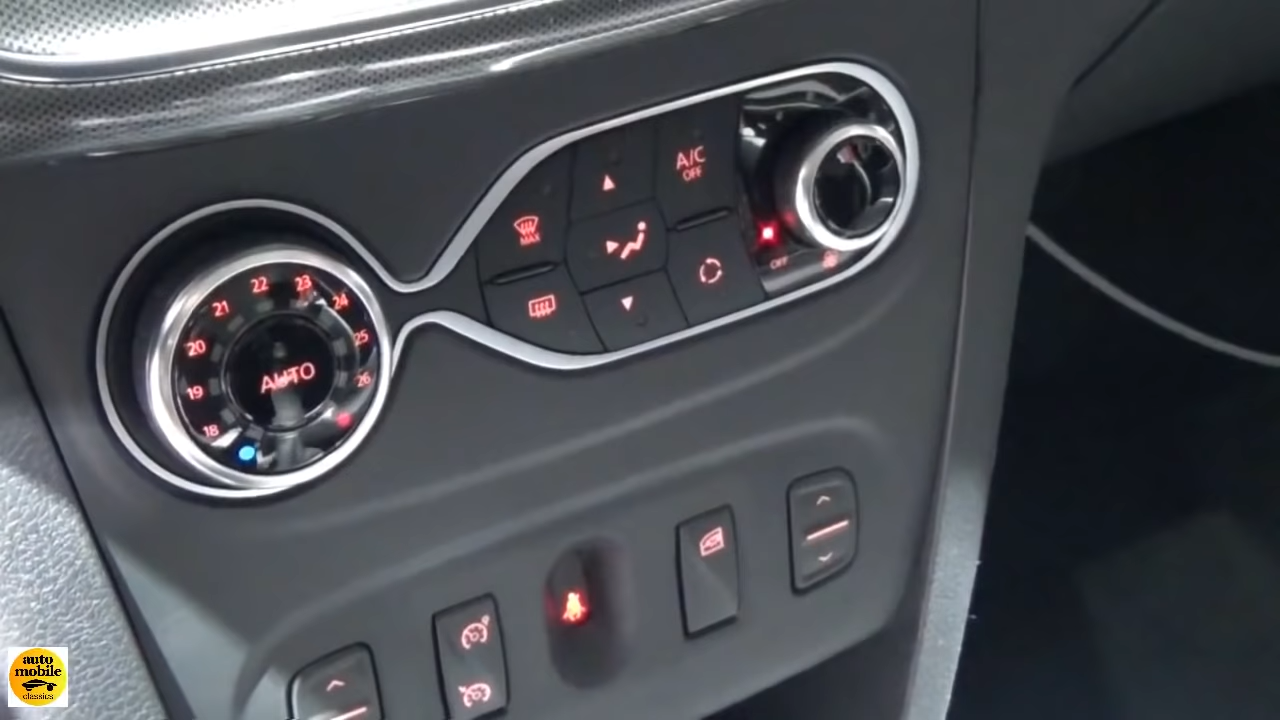 A/C
OFF
MAX
22
23
21
24
20
25
AUTO
19
26
18
OFF
auto
mobile
classics